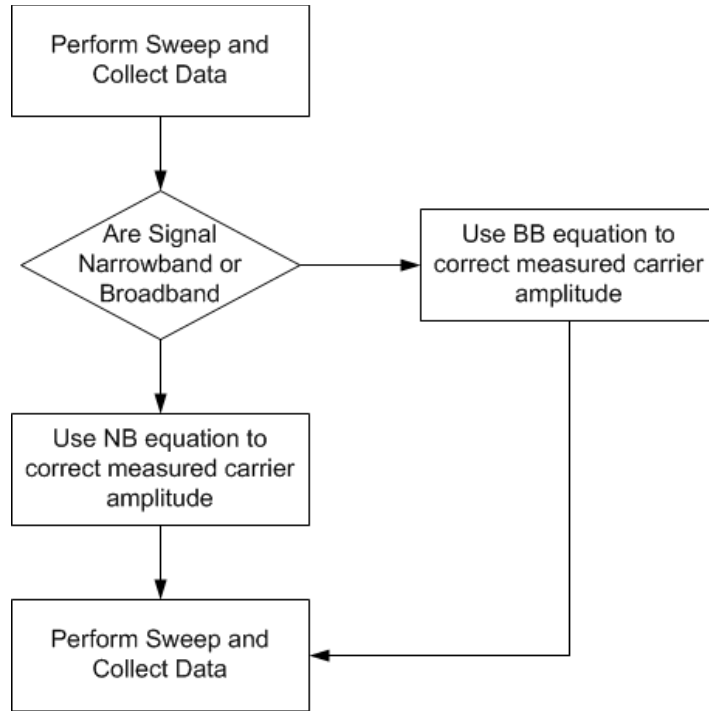 Perform Sweep and
Collect Data
Are Signal
Narrowband or
Broadband
Use BB equation to
correct measured carrier
amplitude
Use NB equation to
correct measured carrier
amplitude
Perform Sweep and
Collect Data